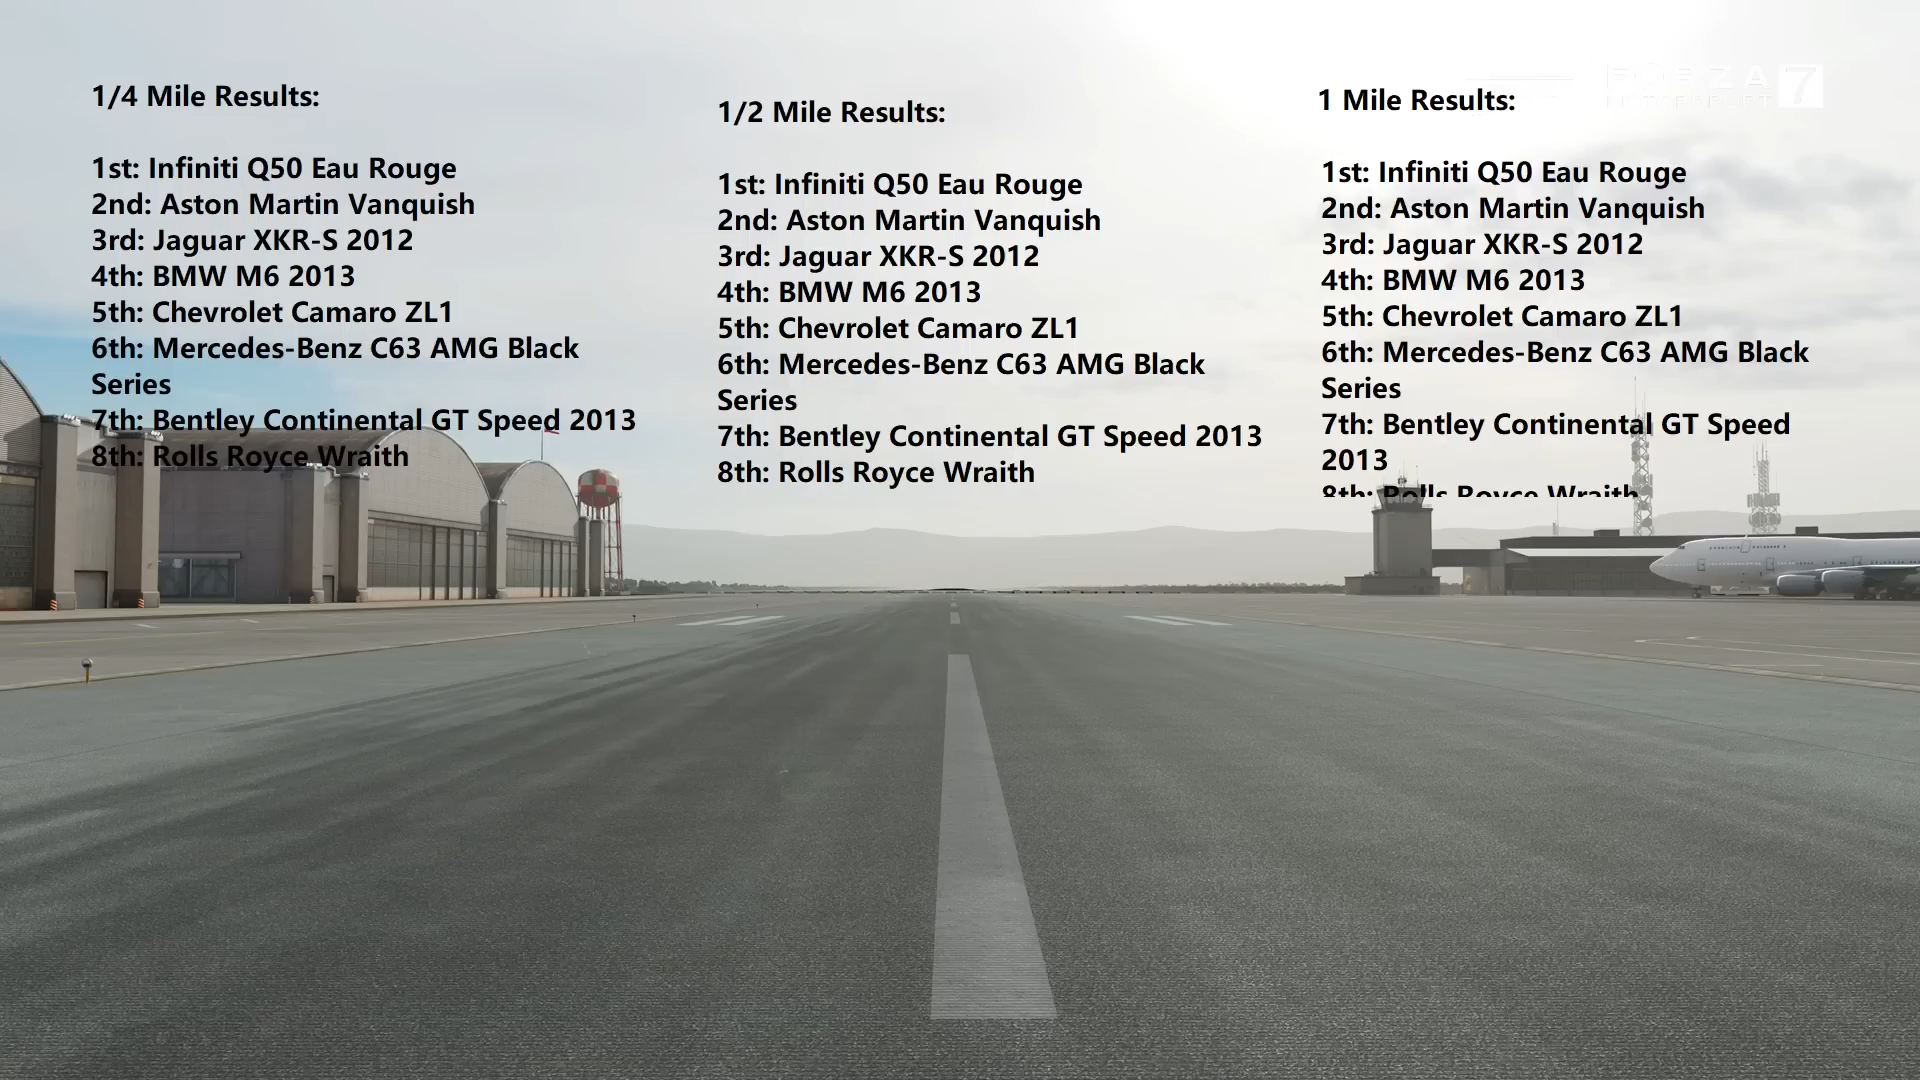 1/4 Mile Results:
1st: Infiniti Q50 Eau Rouge
2nd: Aston Martin Vanquish
3rd: Jaguar XKR-S 2012
4th: BMW M6 2013
5th: Chevrolet Camaro ZL1
6th: Mercedes-Benz C63 AMG Black
Series
7th: Bentley Continental GT Speed 2013
8th: Rolls Royce Wraith
1/2 Mile Results:
1st: Infiniti Q50 Eau Rouge
2nd: Aston Martin Vanquish
3rd: Jaguar XKR-S 2012
4th: BMW M6 2013
5th: Chevrolet Camaro ZL1
6th: Mercedes-Benz C63 AMG Black
Series
7th: Bentley Continental GT Speed 2013
8th: Rolls Royce Wraith
1 Mile Results:
1st: Infiniti Q50 Eau Rouge
2nd: Aston Martin Vanquish
3rd: Jaguar XKR-S 2012
4th: BMW M6 2013
5th: Chevrolet Camaro ZL1
6th: Mercedes-Benz C63 AMG Black
Series
7th: Bentley Continental GT Speed
2013
8th: Rolls Royce Wraith
FORZA 7
MOTORSPORT